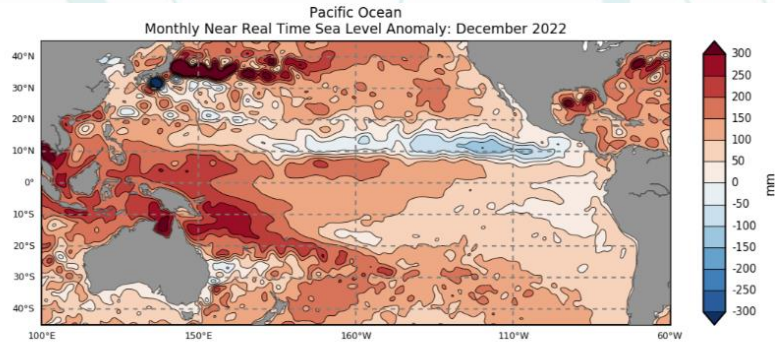 Pacific Ocean
Monthly Near Real Time Sea Level Anomaly: December 2022
40°N
30°N
20°N
10°N
0°
10°S
20°S
30°S
40°S
100°E
150°E
160°W
110°W
60°W
300
250
200
150
100
50
0
-50
-100
-150
-200
-250
-300
mm